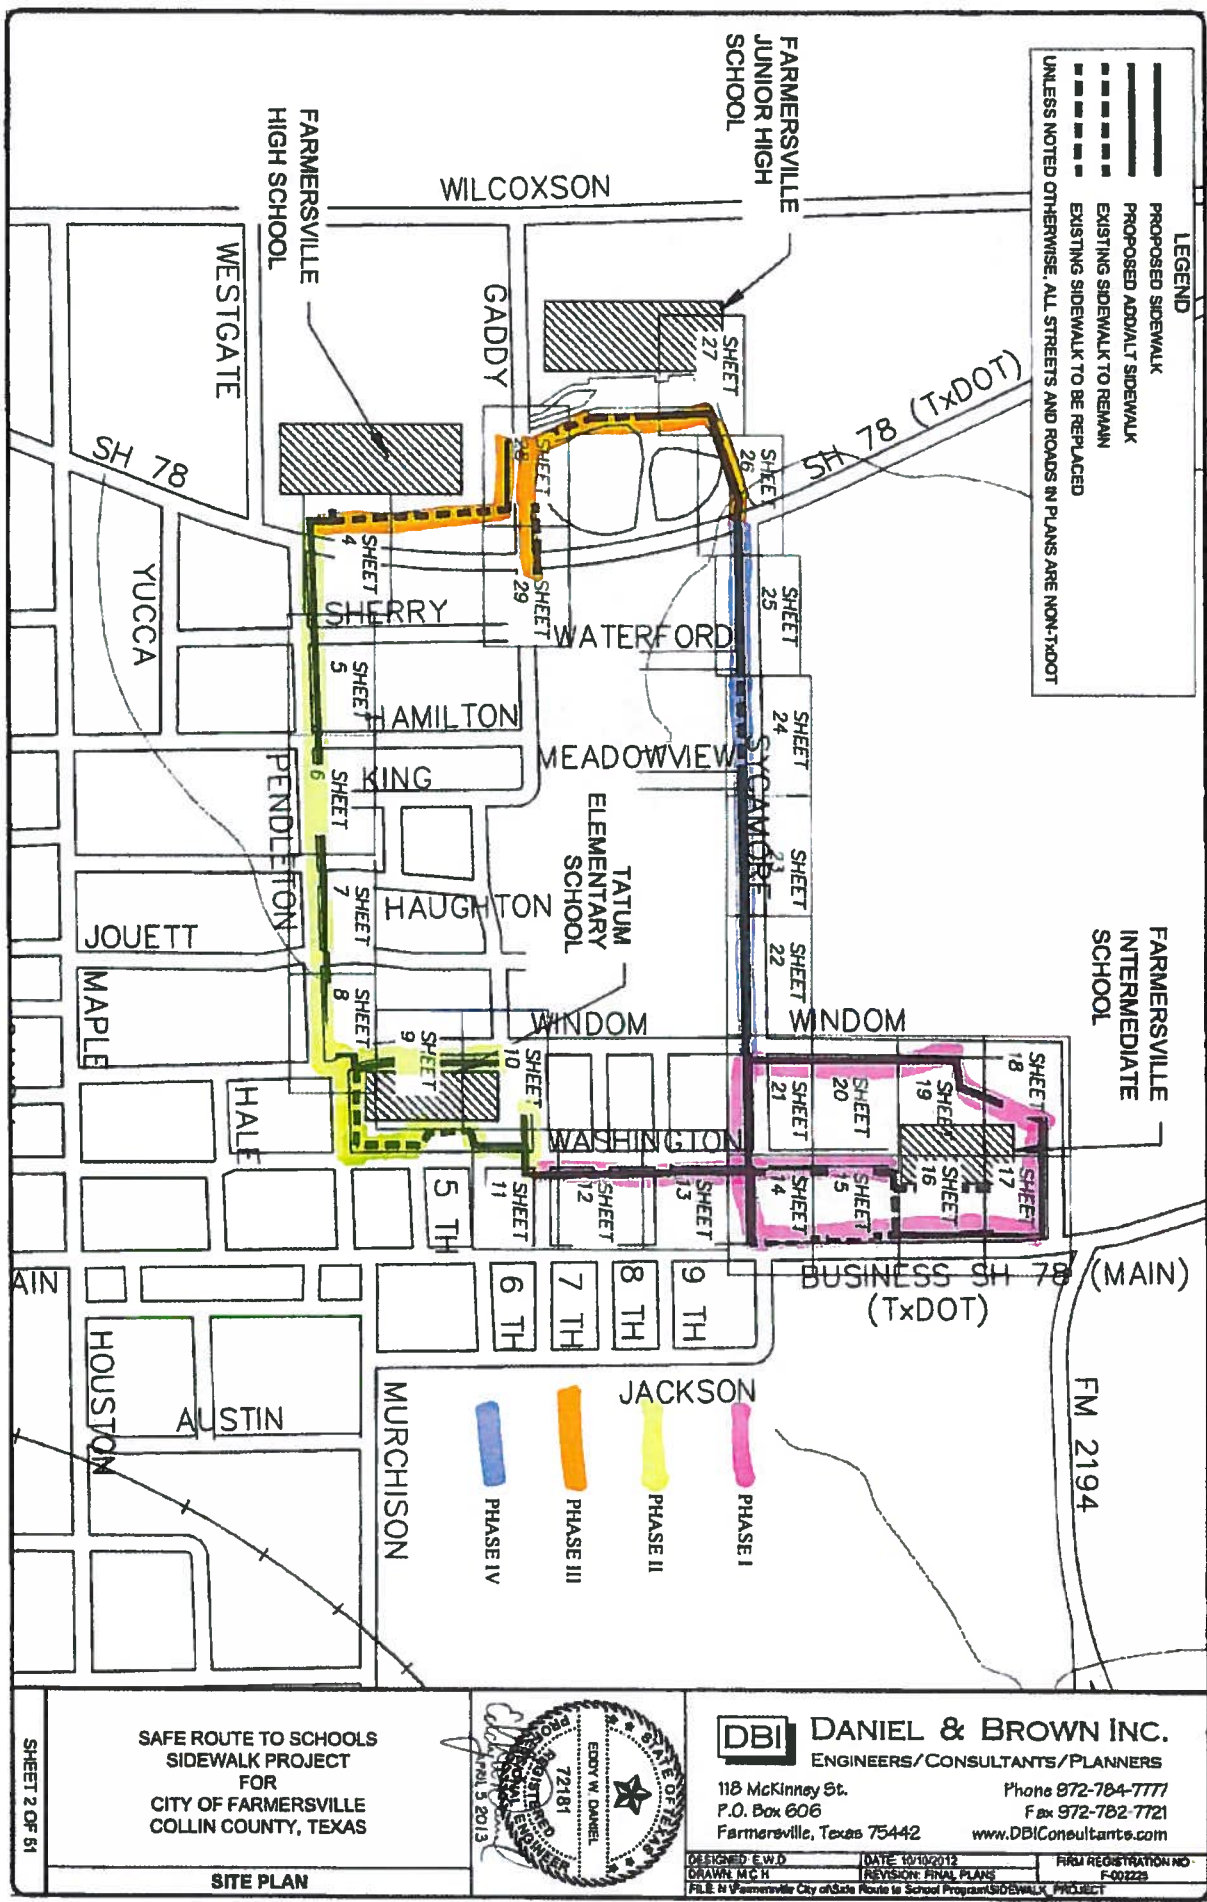 LEGEND
PROPOSED SIDEWALK
PROPOSED ADD/ALT SIDEWALK
EXISTING SIDEWALK TO REMAIN
EXISTING SIDEWALK TO BE REPLACED
UNLESS NOTED OTHERWISE, ALL STREETS AND ROADS IN PLANS ARE NON-TxDOT
FARMERSVILLE
JUNIOR HIGH
SCHOOL
FARMERSVILLE
HIGH SCHOOL
WILCOXSON
WESTGATE
GADDY
SH 78 (TxDOT)
SH 78
YUCCA
SHERRY
WATERFORD
HAMILTON
MEADOWVIEW
KING
SYCAMORE
PENDLETON
TATUM
ELEMENTARY
SCHOOL
HAUGHTON
JOUETT
MAPLE
WINDOM
WINDOM
FARMERSVILLE
INTERMEDIATE
SCHOOL
HALE
WASHINGTON
5 TH
6 TH
7 TH
8 TH
9 TH
BUSINESS SH 78 (MAIN)
(TxDOT)
AIN
HOUSTON
AUSTIN
MURCHISON
JACKSON
FM 2194
SHEET
27
SHEET
26
SHEET
25
SHEET
24
SHEET
23
SHEET
22
SHEET
21
SHEET
20
SHEET
19
SHEET
18
SHEET
17
SHEET
16
SHEET
15
SHEET
14
SHEET
13
SHEET
12
SHEET
11
SHEET
10
SHEET
9
SHEET
8
SHEET
7
SHEET
6
SHEET
5
SHEET
4
SHEET
28
SHEET
29
PHASE I
PHASE II
PHASE III
PHASE IV
SHEET 2 OF 51
SAFE ROUTE TO SCHOOLS
SIDEWALK PROJECT
FOR
CITY OF FARMERSVILLE
COLLIN COUNTY, TEXAS
SITE PLAN
STATE OF TEXAS
EDDY W. DANIEL
72181
REGISTERED
PROFESSIONAL ENGINEER
APRIL 5 2013
DBI DANIEL & BROWN INC.
ENGINEERS/CONSULTANTS/PLANNERS
118 McKinney St. Phone 972-784-7777
P.O. Box 606 Fax 972-782-7721
Farmersville, Texas 75442 www.DBIConsultants.com
DESIGNED: E.W.D DATE 10/10/2012 FIRM REGISTRATION NO
DRAWN: M C H REVISION: FINAL PLANS F-002225